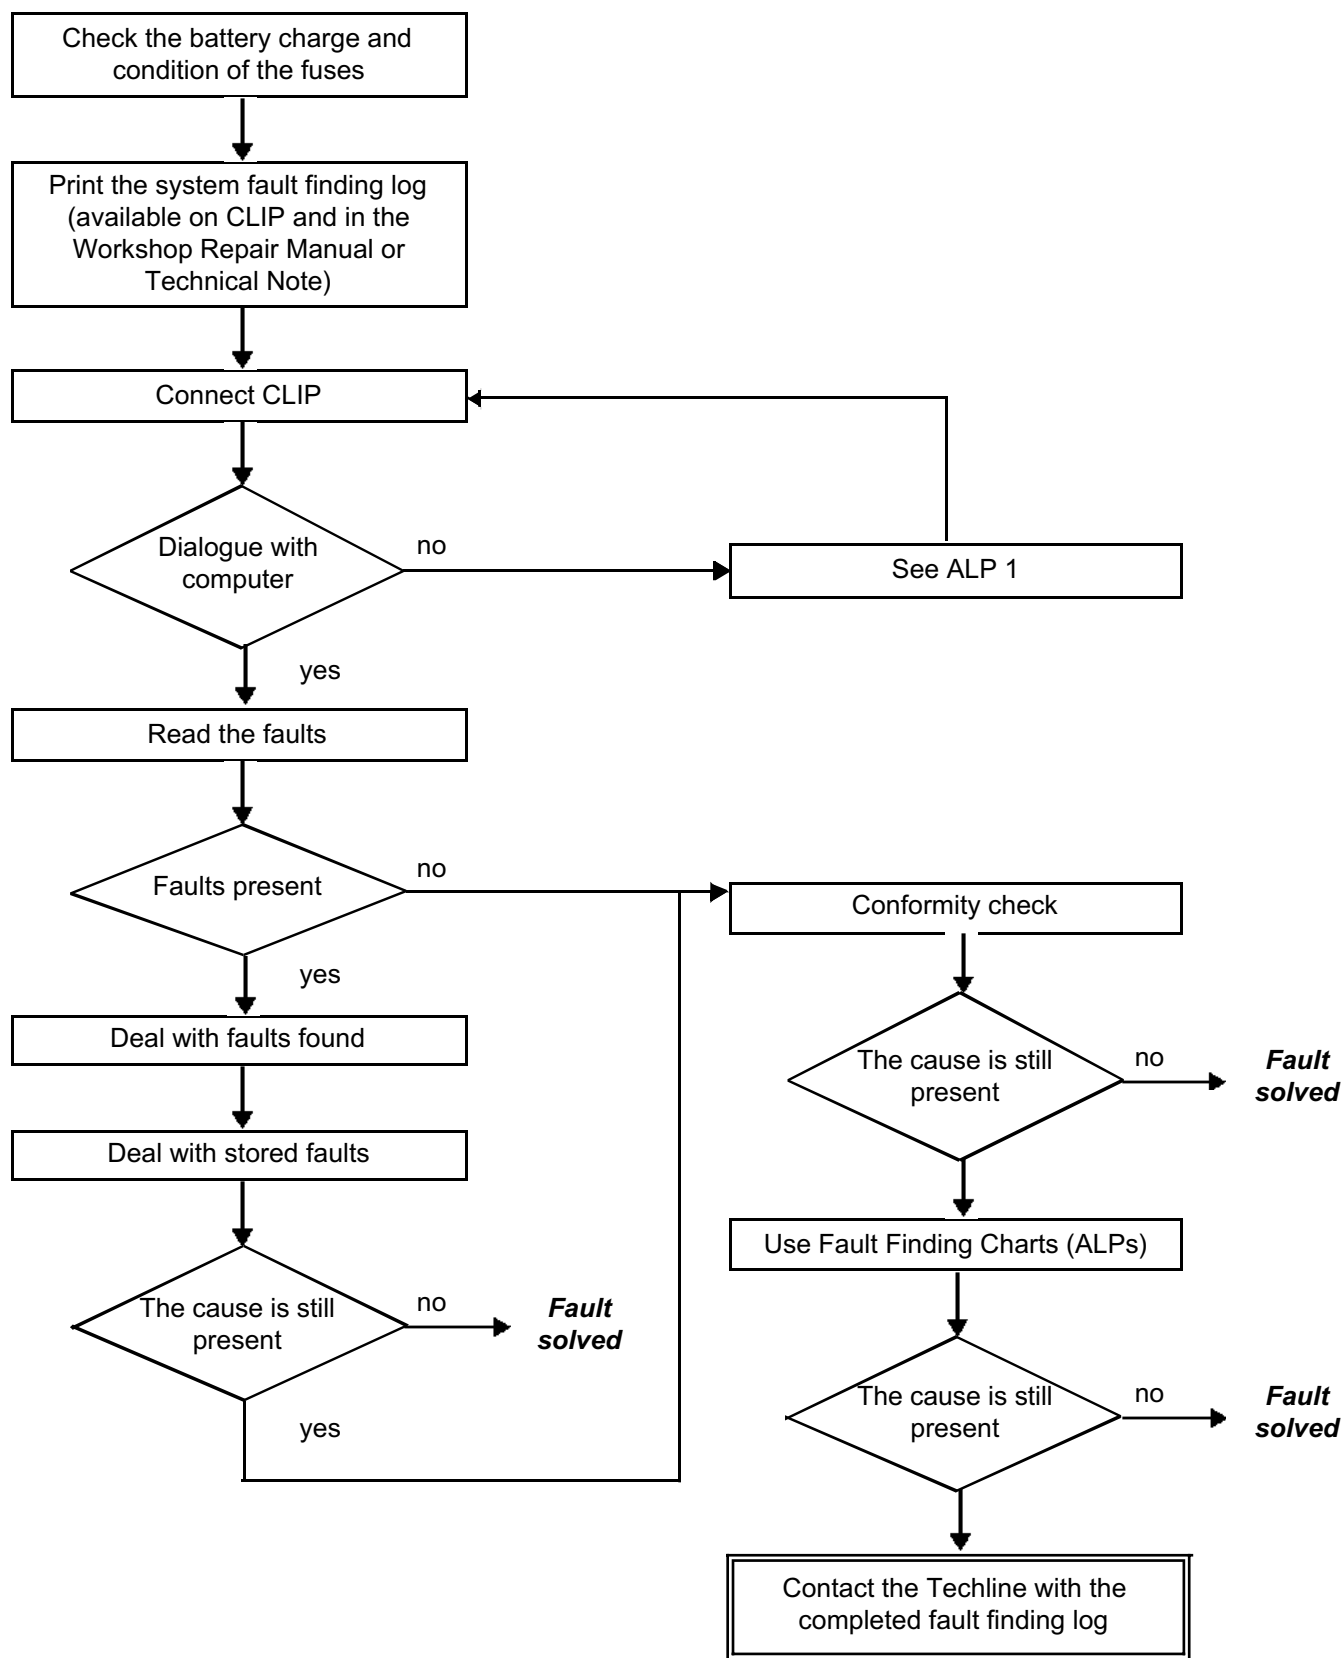 Check the battery charge and
condition of the fuses
Print the system fault finding log
(available on CLIP and in the
Workshop Repair Manual or
Technical Note)
Connect CLIP
Dialogue with
computer
no
See ALP 1
yes
Read the faults
Faults present
no
yes
Conformity check
Deal with faults found
The cause is still
present
no
Fault
solved
Deal with stored faults
Use Fault Finding Charts (ALPs)
The cause is still
present
no
Fault
solved
yes
The cause is still
present
no
Fault
solved
Contact the Techline with the
completed fault finding log